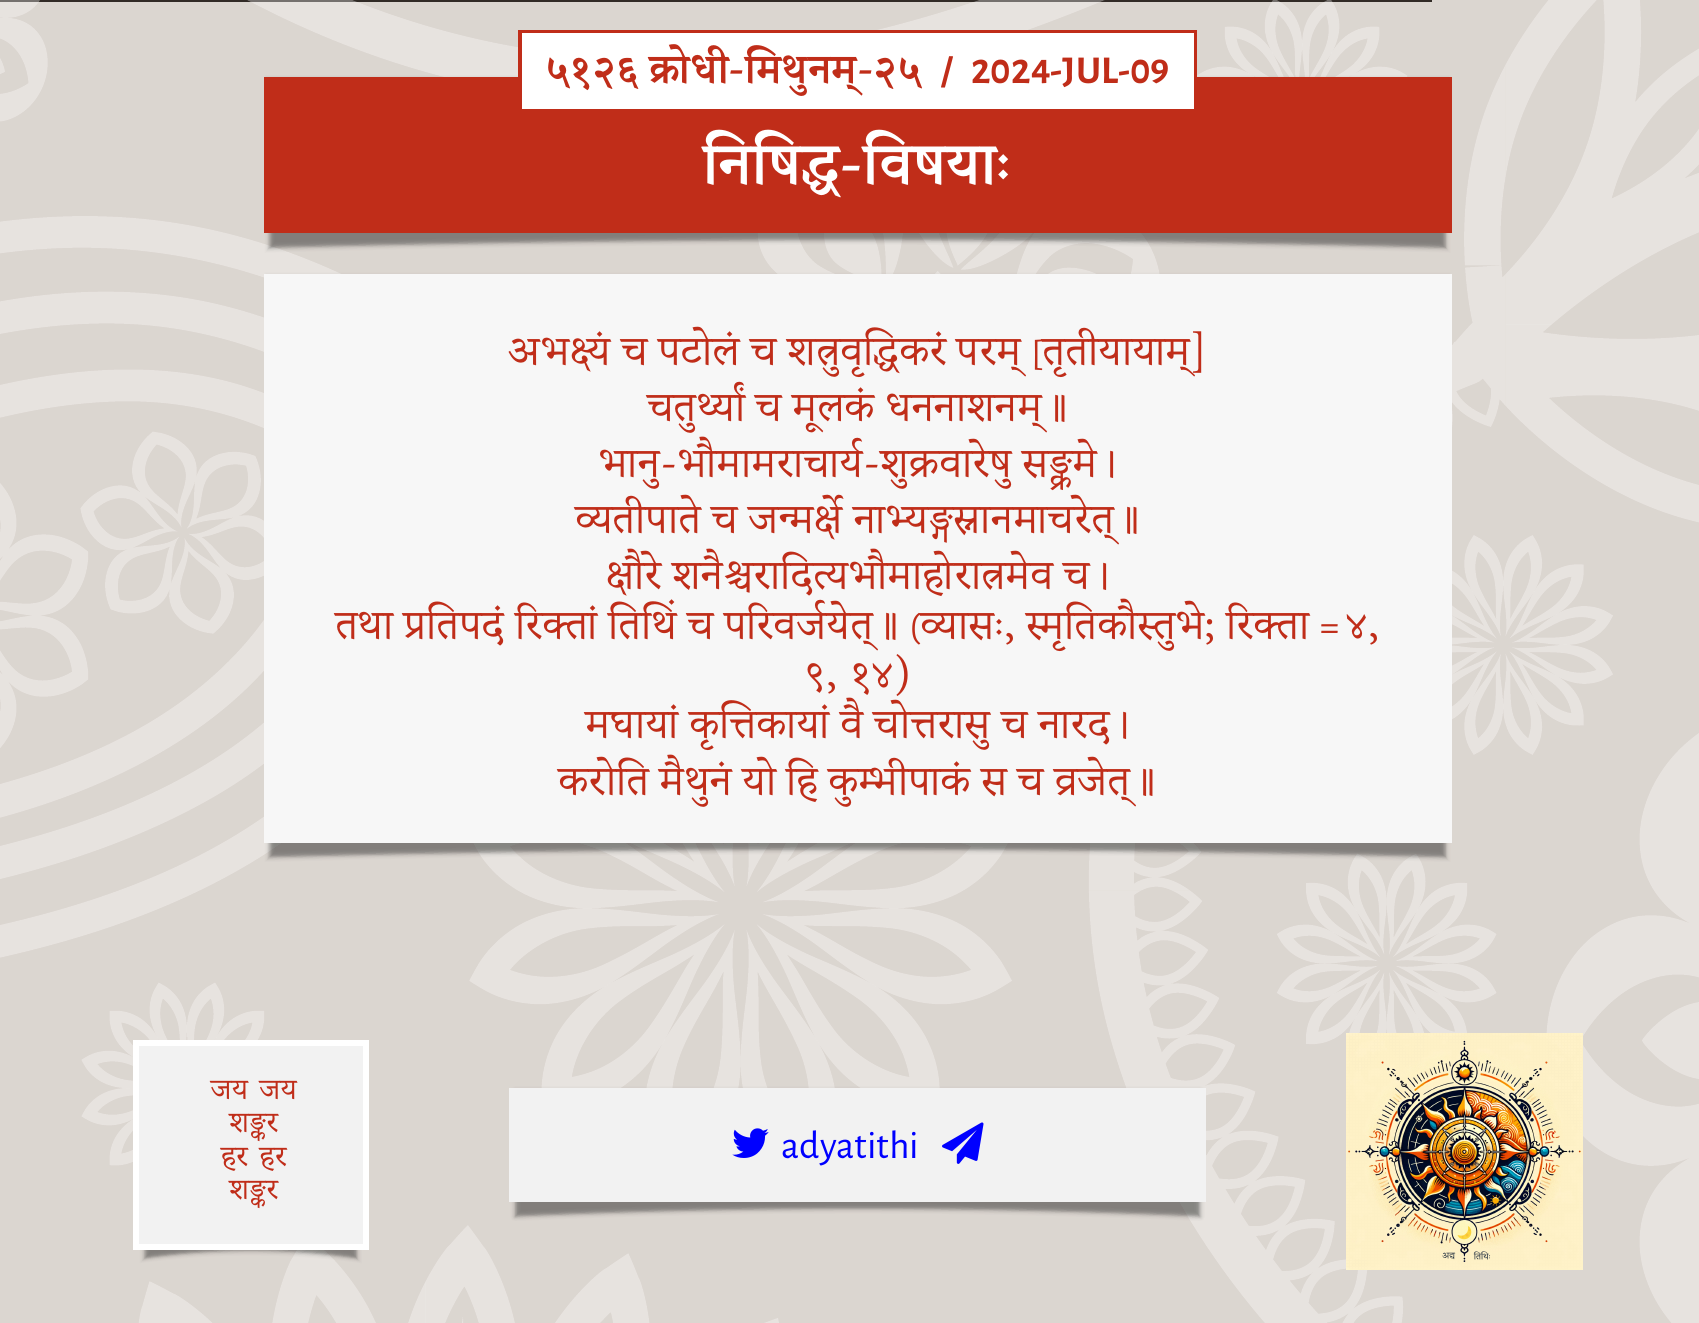 ५१२६ क्रोधी-मिथुनम्-२५ / 2024-JUL-09
निषिद्ध-विषयाः
अभक्ष्यं च पटोलं च शत्रुवृद्धिकरं परम् [तृतीयायाम्]
चतुर्थ्यां च मूलकं धननाशनम्॥
भानु-भौमामराचार्य-शुक्रवारेषु सङ्क्रमे।
व्यतीपाते च जन्मर्क्षे नाभ्यङ्गस्नानमाचरेत्॥
क्षौरे शनैश्चरादित्यभौमाहोरात्रमेव च।
तथा प्रतिपदं रिक्तां तिथिं च परिवर्जयेत्॥ (व्यासः, स्मृतिकौस्तुभे; रिक्ता = ४,
९, १४)
मघायां कृत्तिकायां वै चोत्तरासु च नारद।
करोति मैथुनं यो हि कुम्भीपाकं स च व्रजेत्॥
जय जय
शङ्कर
हर हर
शङ्कर
adyatithi
अद्य तिथिः